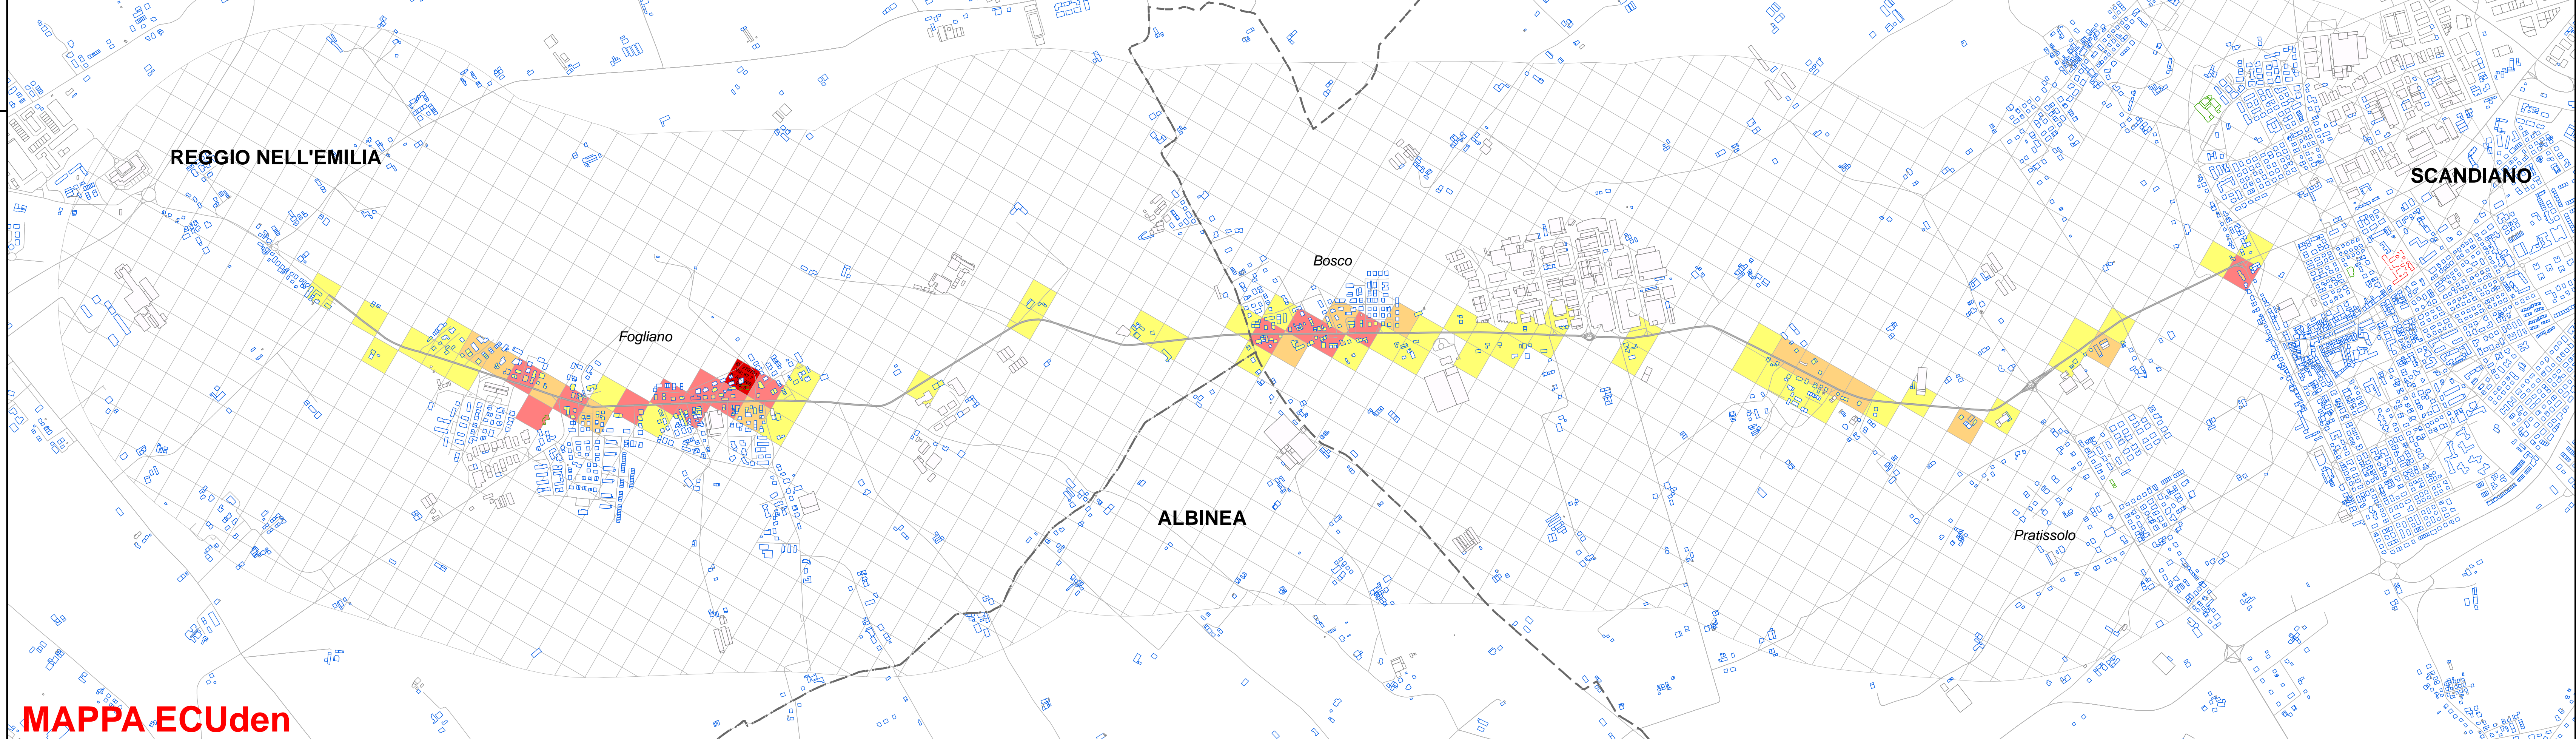 REGGIO NELL'EMILIA
SCANDIANO
Bosco
Fogliano
ALBINEA
Pratissolo
MAPPA ECUden